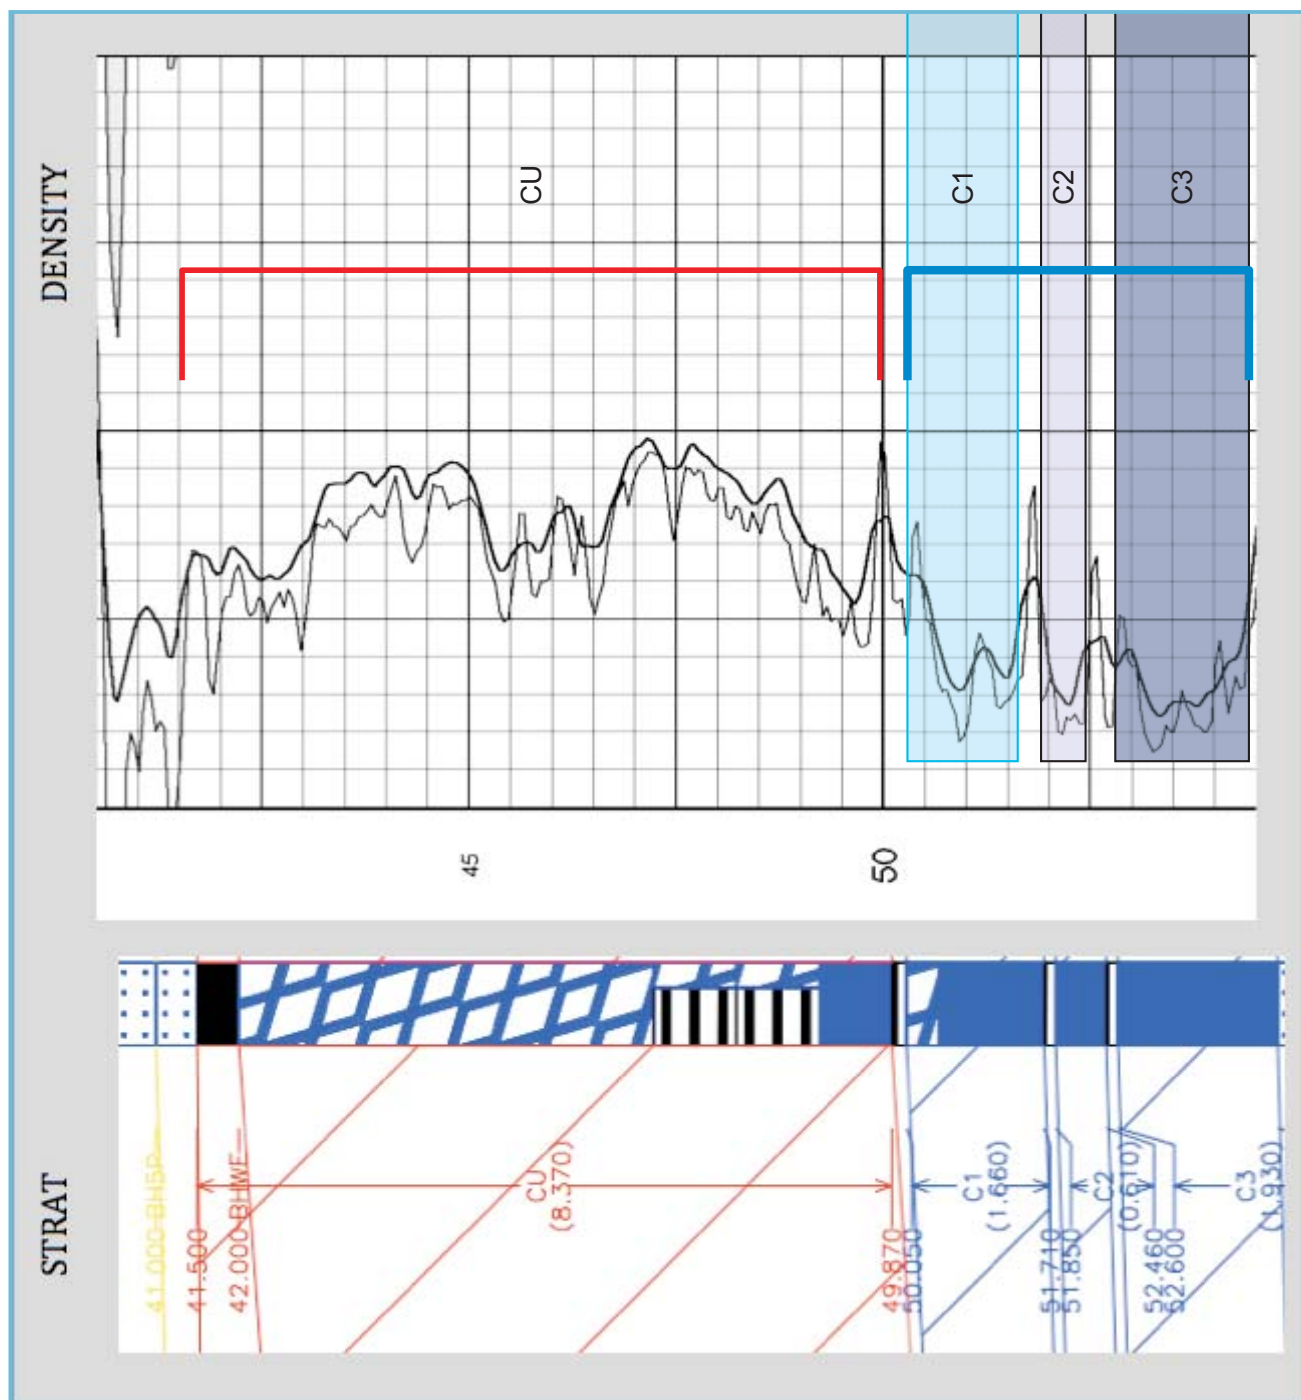 DENSITY
CU
C1
C2
C3
45
50
STRAT
41.000 BH5P
41.500
42.000 BHWE
CU
(8.370)
49.870
50.050
C1
(1.660)
51.710
51.850
C2
(0.610)
52.460
52.600
C3
(1.930)